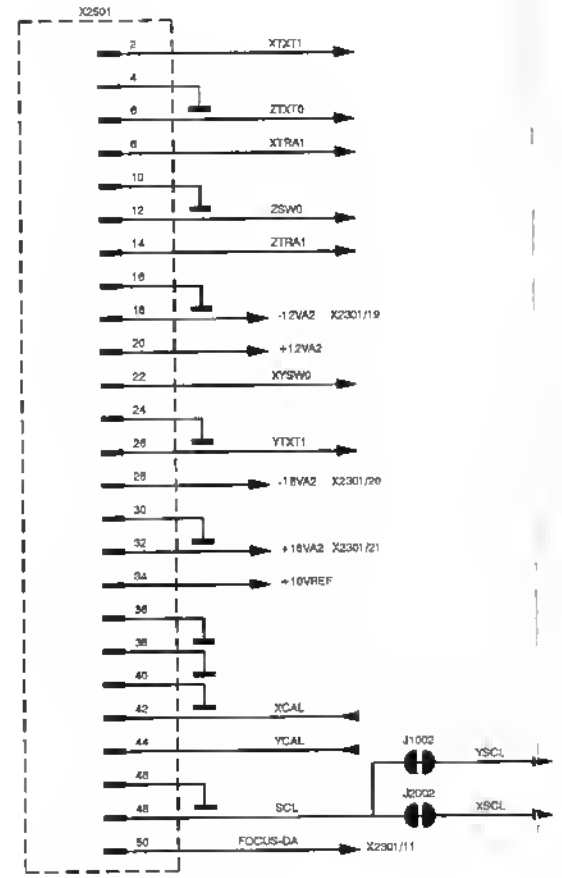 X2501
2 XTXT1
4
6 ZTXT0
8 XTRA1
10
12 ZSW0
14 ZTRA1
16
18 -12VA2 X2301/19
20 +12VA2
22 XYSW0
24
26 YTXT1
28 -18VA2 X2301/20
30
32 +18VA2 X2301/21
34 +10VREF
36
38
40
42 XCAL
44 YCAL
J1002 YSCL
46
48 SCL J2002 XSCL
50 FOCUS-DA X2301/11